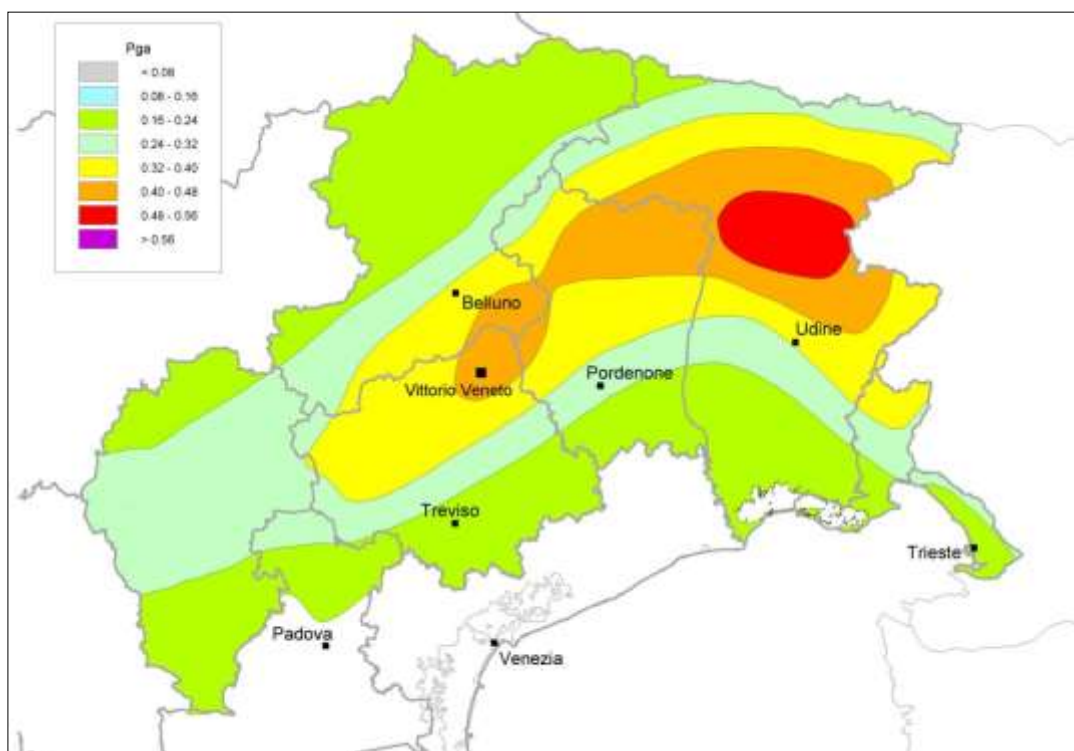 Pga
< 0.08
0.08 - 0.16
0.16 - 0.24
0.24 - 0.32
0.32 - 0.40
0.40 - 0.48
0.48 - 0.56
> 0.56
Belluno
Udine
Vittorio Veneto
Pordenone
Treviso
Trieste
Padova
Venezia